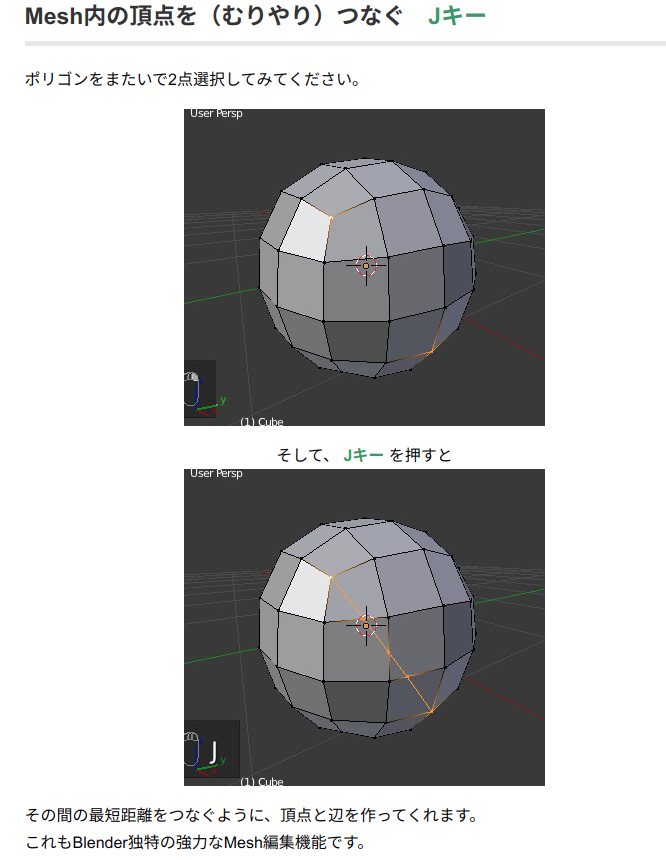 Mesh内の頂点を（むりやり）つなぐ　Jキー
ポリゴンをまたいで2点選択してみてください。
User Persp
y
(1) Cube
そして、 Jキー を押すと
User Persp
J
y
(1) Cube
その間の最短距離をつなぐように、頂点と辺を作ってくれます。
これもBlender独特の強力なMesh編集機能です。